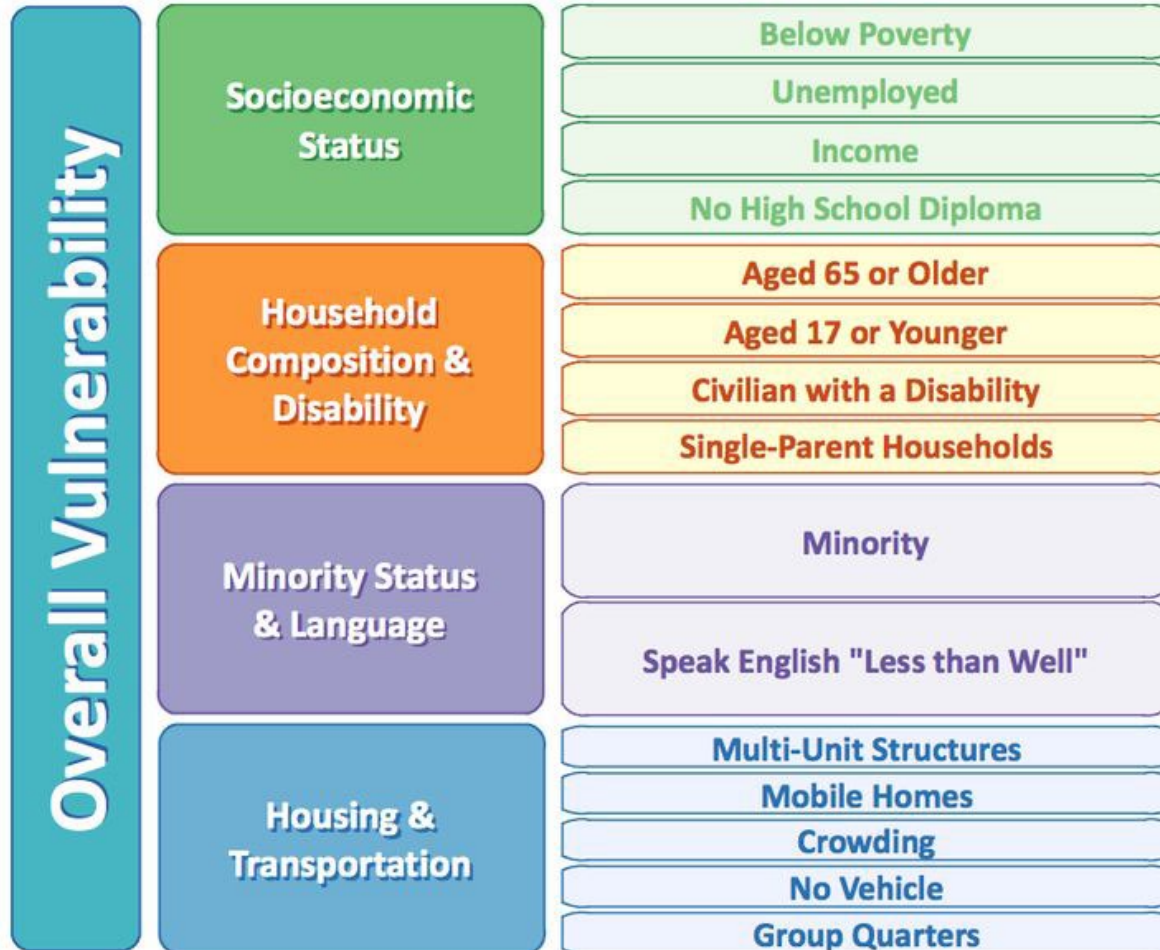 Overall Vulnerability
Socioeconomic
Status
Below Poverty
Unemployed
Income
No High School Diploma
Household
Composition &
Disability
Aged 65 or Older
Aged 17 or Younger
Civilian with a Disability
Single-Parent Households
Minority Status
& Language
Minority
Speak English "Less than Well"
Housing &
Transportation
Multi-Unit Structures
Mobile Homes
Crowding
No Vehicle
Group Quarters